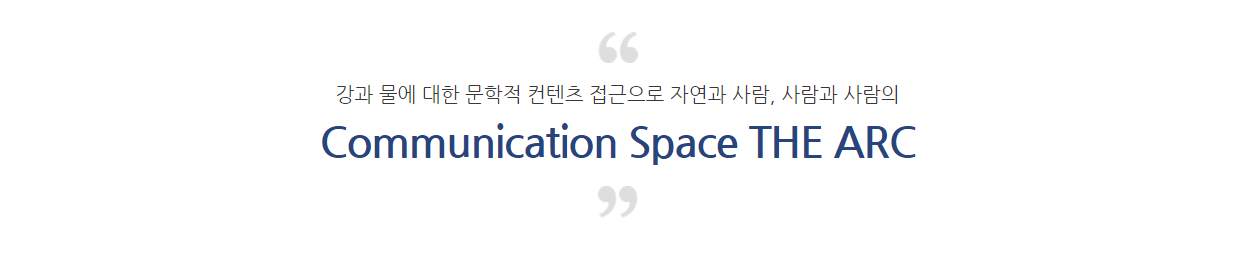 “
강과 물에 대한 문학적 컨텐츠 접근으로 자연과 사람, 사람과 사람의
Communication Space THE ARC
”